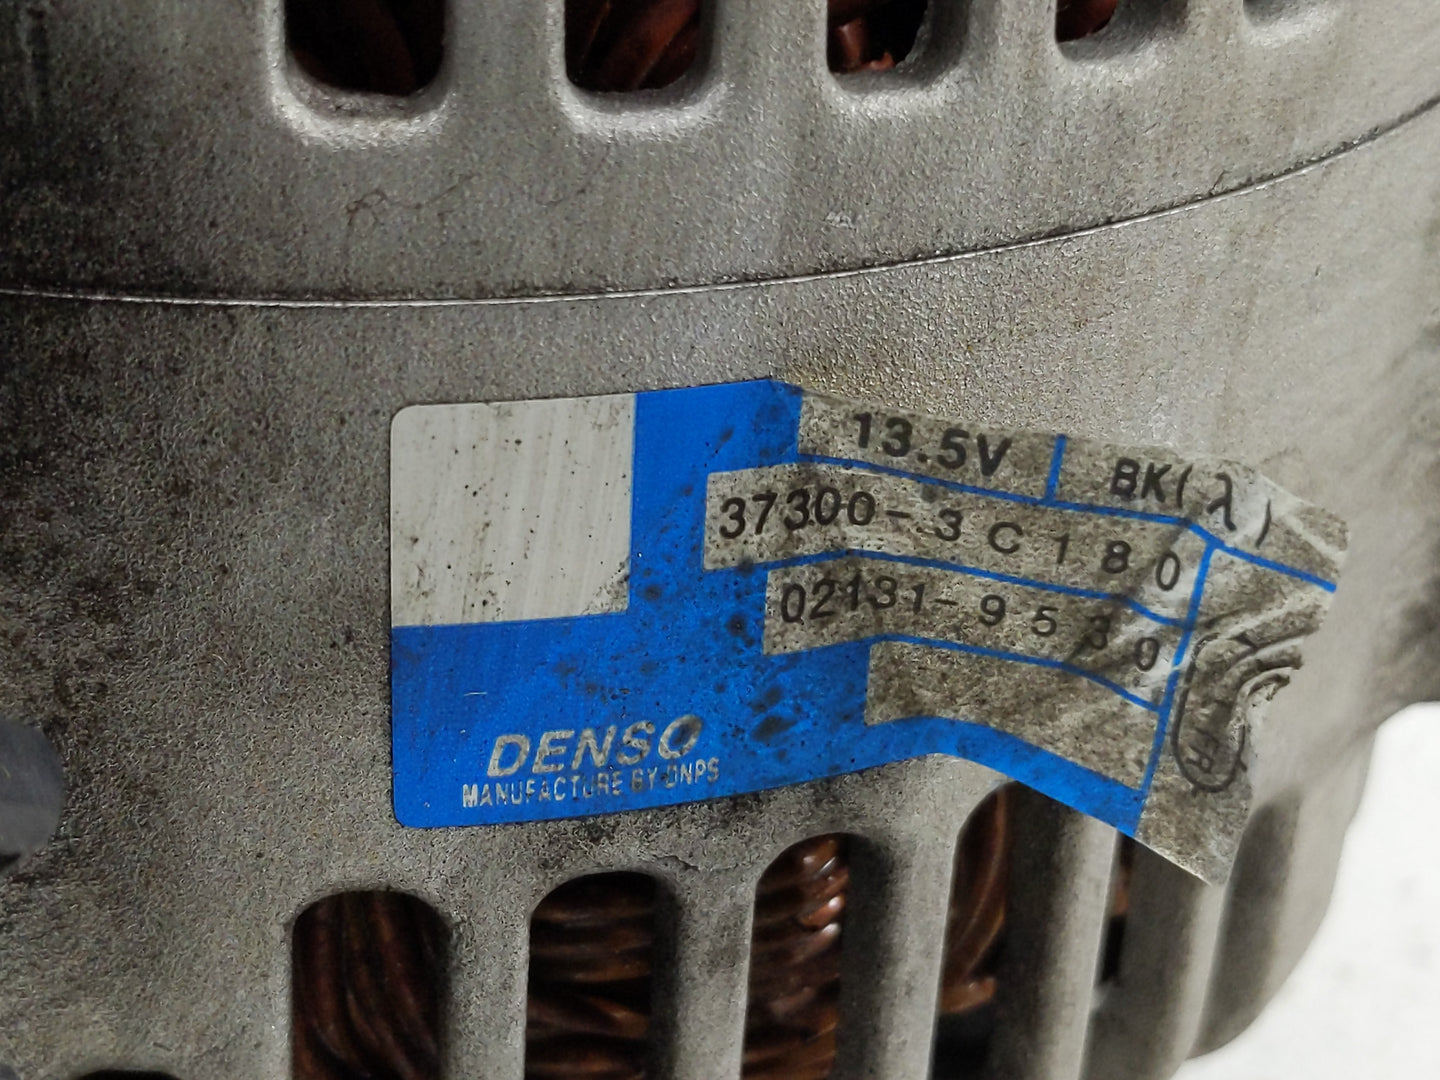 13.5V BK(λ)
37300-3C180
02131-9530
DENSO
MANUFACTURE BY DNPS